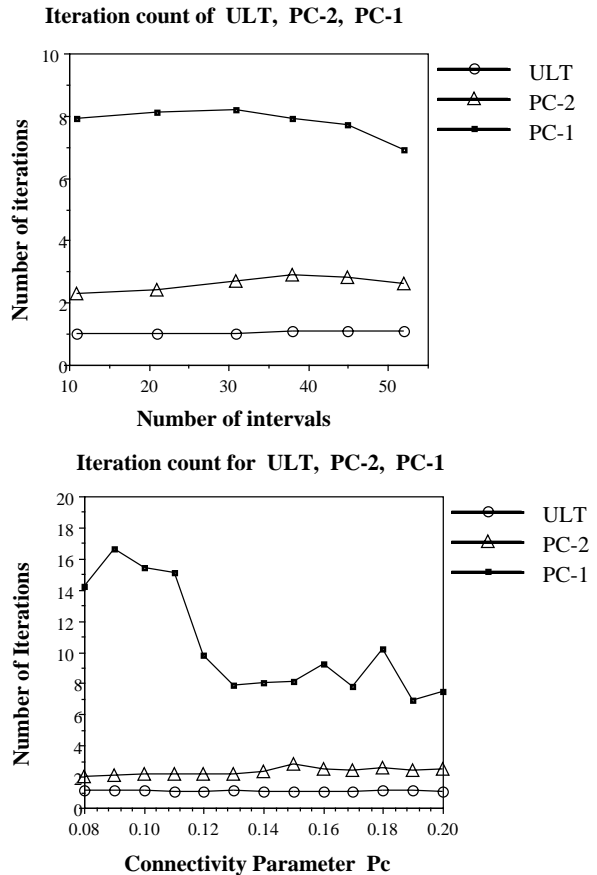 Iteration count of ULT, PC-2, PC-1
10
8
6
4
2
0
10 20 30 40 50
Number of iterations
Number of intervals
ULT
PC-2
PC-1
Iteration count for ULT, PC-2, PC-1
20
18
16
14
12
10
8
6
4
2
0
0.08 0.10 0.12 0.14 0.16 0.18 0.20
Number of Iterations
Connectivity Parameter Pc
ULT
PC-2
PC-1